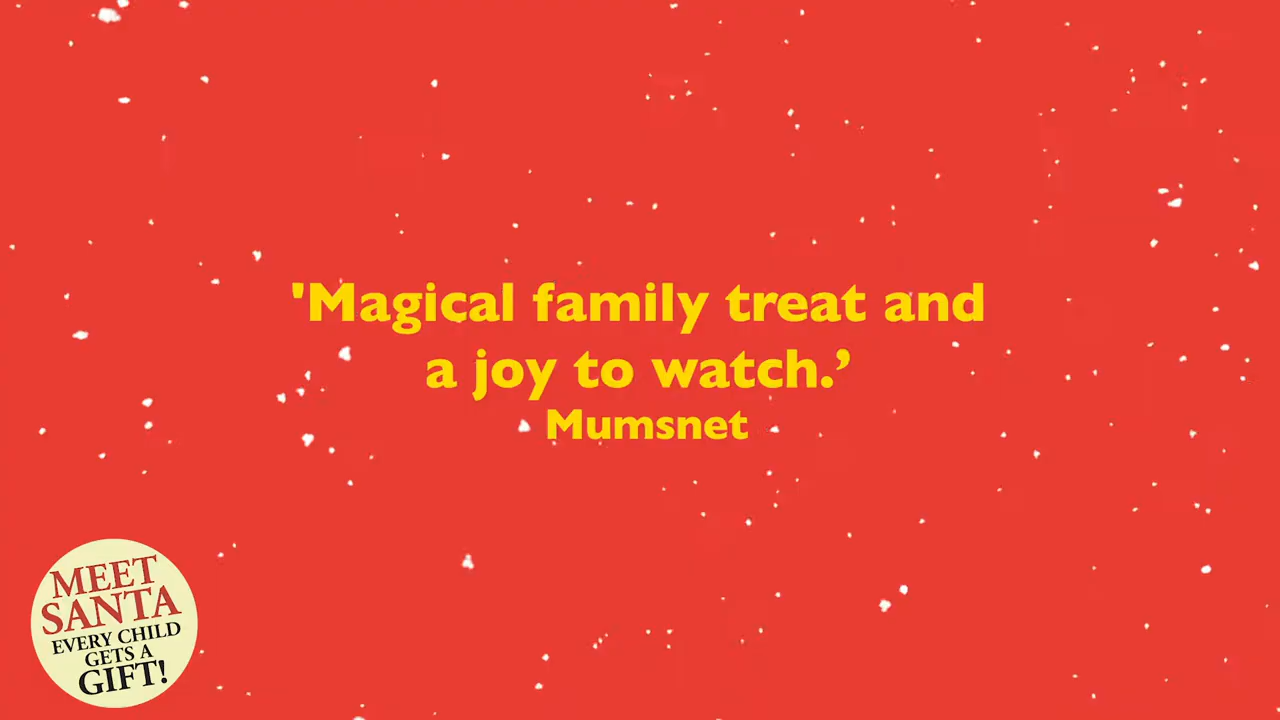 'Magical family treat and
a joy to watch.’
Mumsnet
MEET
SANTA
EVERY CHILD
GETS A
GIFT!